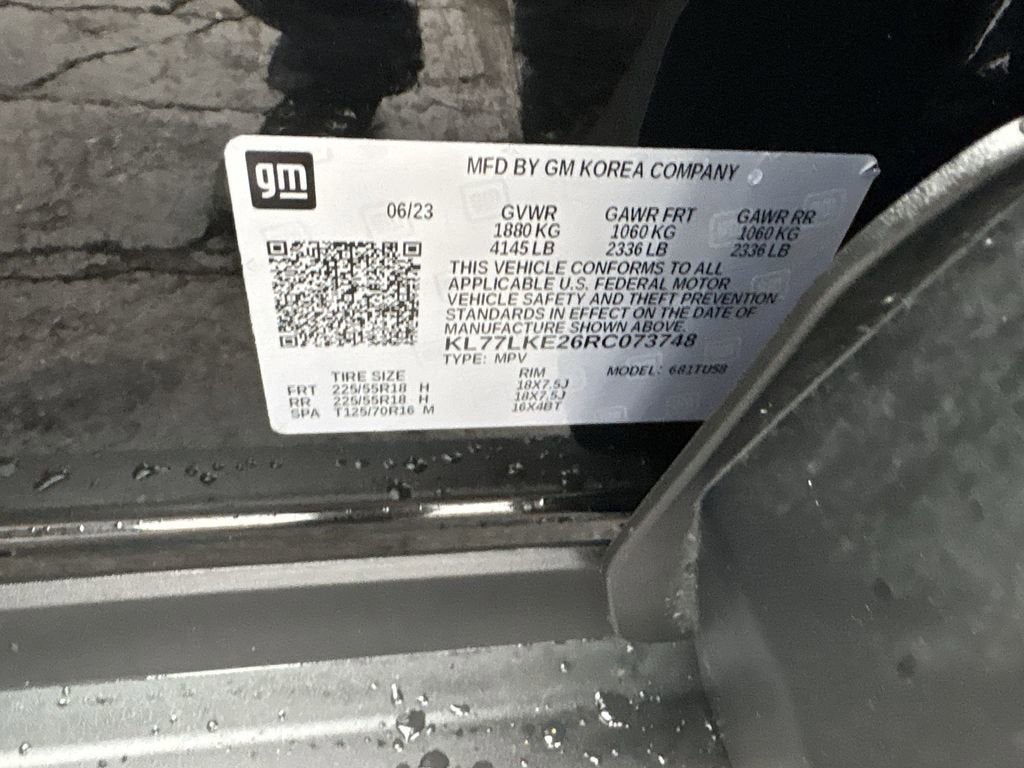 gm
MFD BY GM KOREA COMPANY
06/23
GVWR GAWR FRT GAWR RR
1880 KG 1060 KG 1060 KG
4145 LB 2336 LB 2336 LB
THIS VEHICLE CONFORMS TO ALL
APPLICABLE U.S. FEDERAL MOTOR
VEHICLE SAFETY AND THEFT PREVENTION
STANDARDS IN EFFECT ON THE DATE OF
MANUFACTURE SHOWN ABOVE.
KL77LKE26RC073748
TYPE: MPV MODEL: 681TUS8
TIRE SIZE RIM
FRT 225/55R18 H 18X7.5J
RR 225/55R18 H 18X7.5J
SPA T125/70R16 M 16X4BT